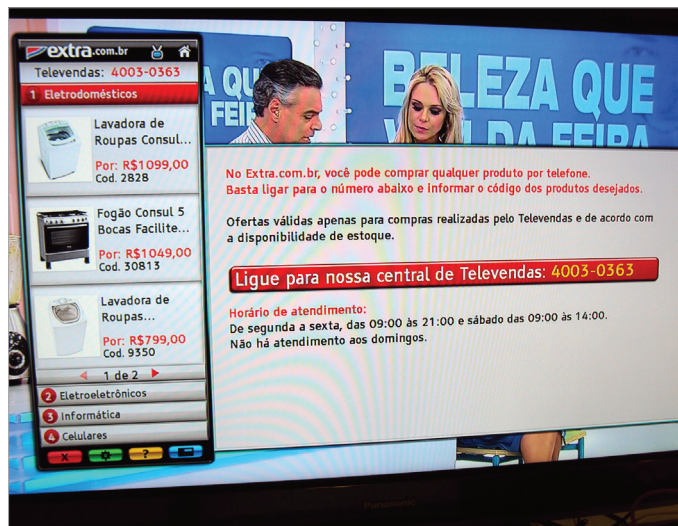 extra.com.br
Televendas: 4003-0363
1 Eletrodomésticos
Lavadora de
Roupas Consul...
Por: R$1099,00
Cod. 2828
Fogão Consul 5
Bocas Facilite...
Por: R$1049,00
Cod. 30813
Lavadora de
Roupas...
Por: R$799,00
Cod. 9350
1 de 2
2 Eletroeletrônicos
3 Informática
4 Celulares
X
?
BELEZA QUE
VEM DA FEIRA
A QU
FEI
No Extra.com.br, você pode comprar qualquer produto por telefone.
Basta ligar para o número abaixo e informar o código dos produtos desejados.
Ofertas válidas apenas para compras realizadas pelo Televendas e de acordo com
a disponibilidade de estoque.
Ligue para nossa central de Televendas: 4003-0363
Horário de atendimento:
De segunda a sexta, das 09:00 às 21:00 e sábado das 09:00 às 14:00.
Não há atendimento aos domingos.
Panasonic